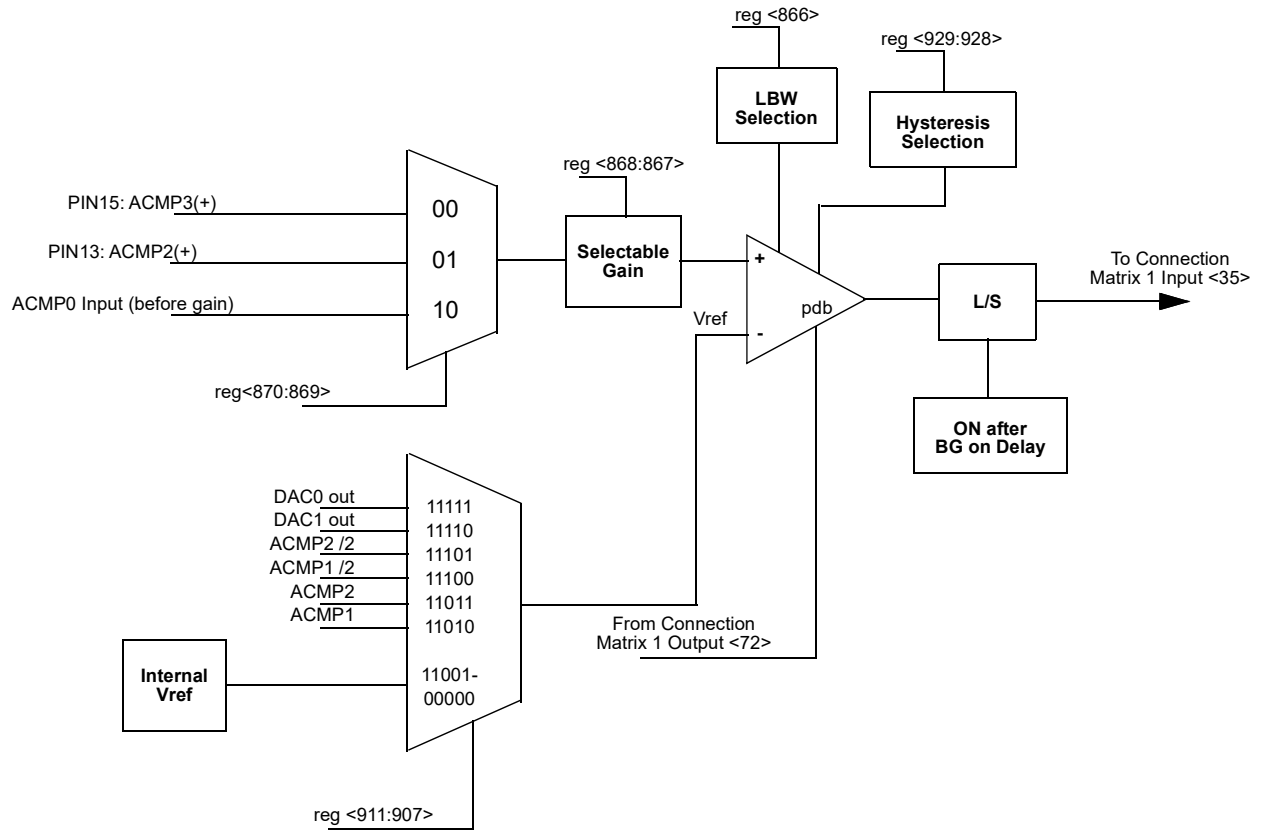 reg <866>
reg <929:928>
LBW
Selection
Hysteresis
Selection
reg <868:867>
PIN15: ACMP3(+)
00
PIN13: ACMP2(+)
01
ACMP0 Input (before gain)
10
Selectable
Gain
+
To Connection
Matrix 1 Input <35>
L/S
pdb
Vref
-
reg<870:869>
ON after
BG on Delay
DAC0 out
11111
DAC1 out
11110
ACMP2 /2
11101
ACMP1 /2
11100
ACMP2
11011
ACMP1
11010
From Connection
Matrix 1 Output <72>
Internal
Vref
11001-
00000
reg <911:907>